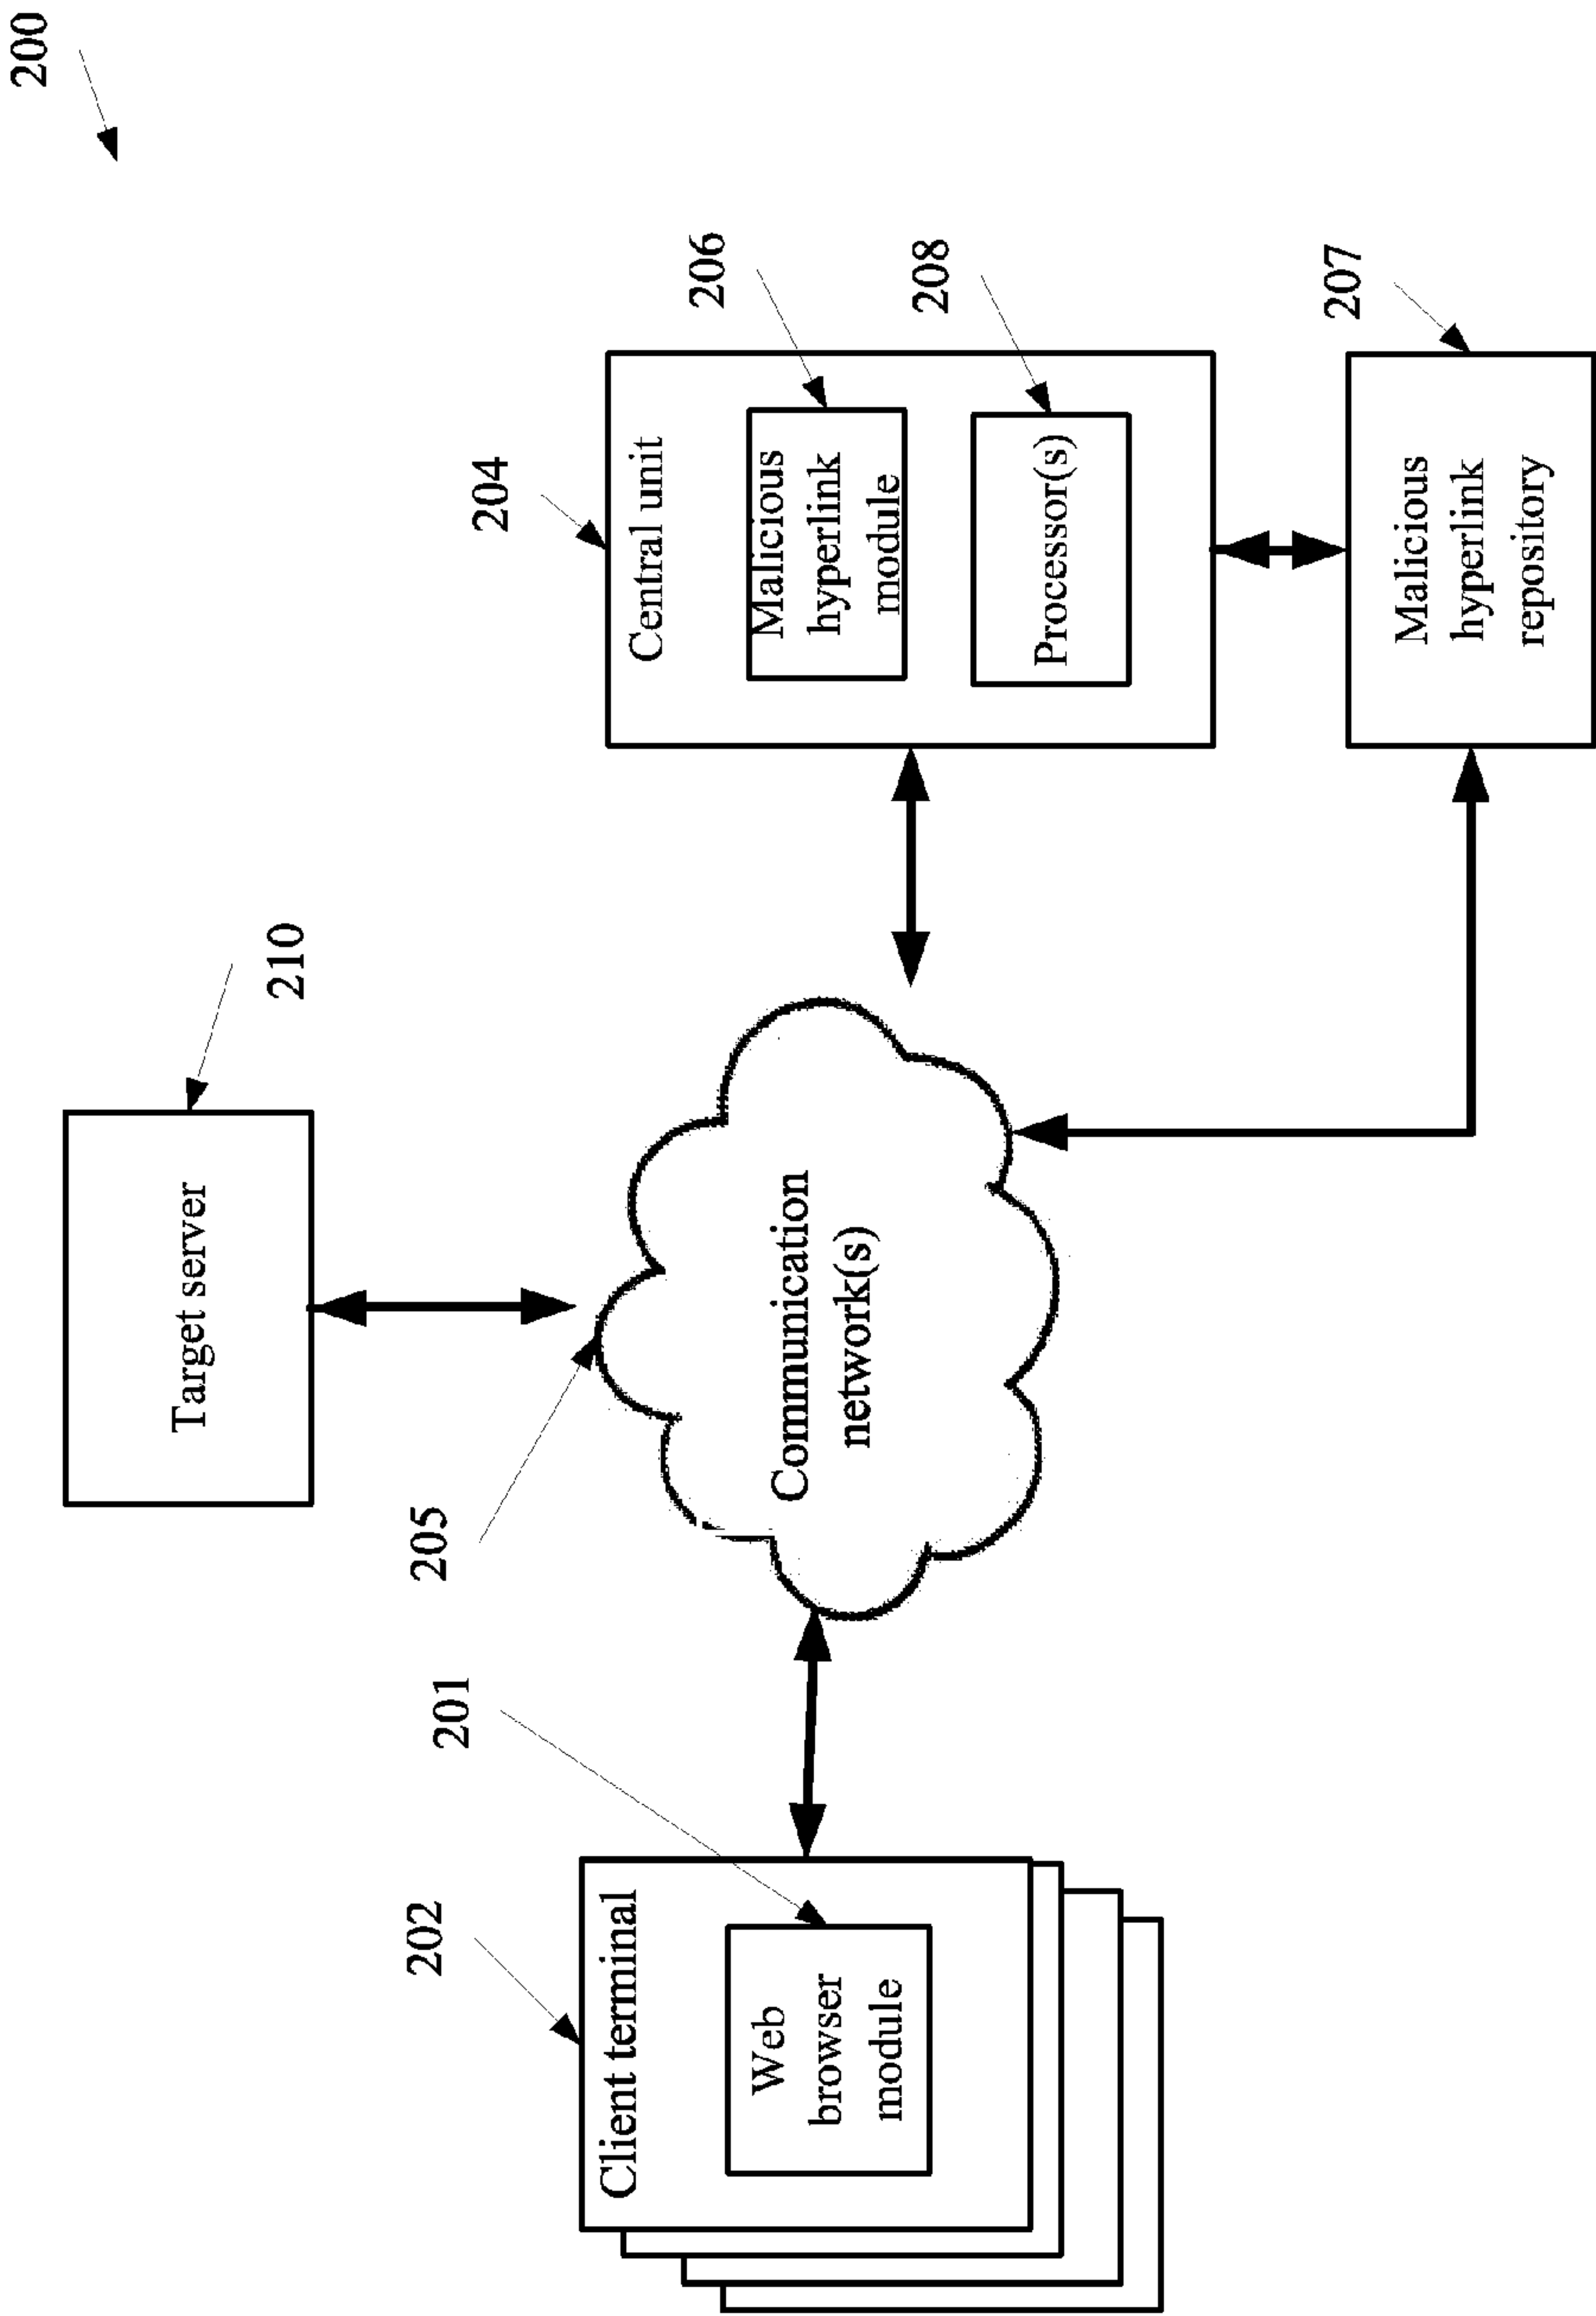 200
Target server
210
205
Communication
network(s)
202
Client terminal
201
Web
browser
module
204
Central unit
206
Malicious
hyperlink
module
208
Processor(s)
207
Malicious
hyperlink
repository